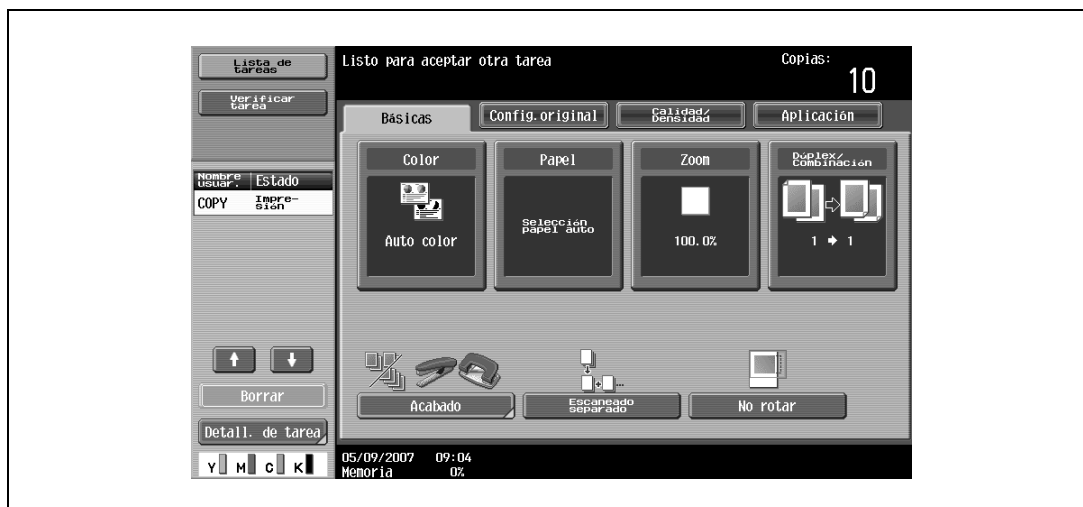 Lista de
tareas
Verificar
tarea
Nombre
usuar.
Estado
COPY
Impre-
sión
Borrar
Detall. de tarea
Y M C K
Listo para aceptar otra tarea
Copias:
10
Básicas
Config.original
Calidad/
Densidad
Aplicación
Color
Auto color
Papel
Selección
papel auto
Zoom
100.0%
Dúplex/
Combinación
1 → 1
Acabado
Escaneado
separado
No rotar
05/09/2007 09:04
Memoria 0%